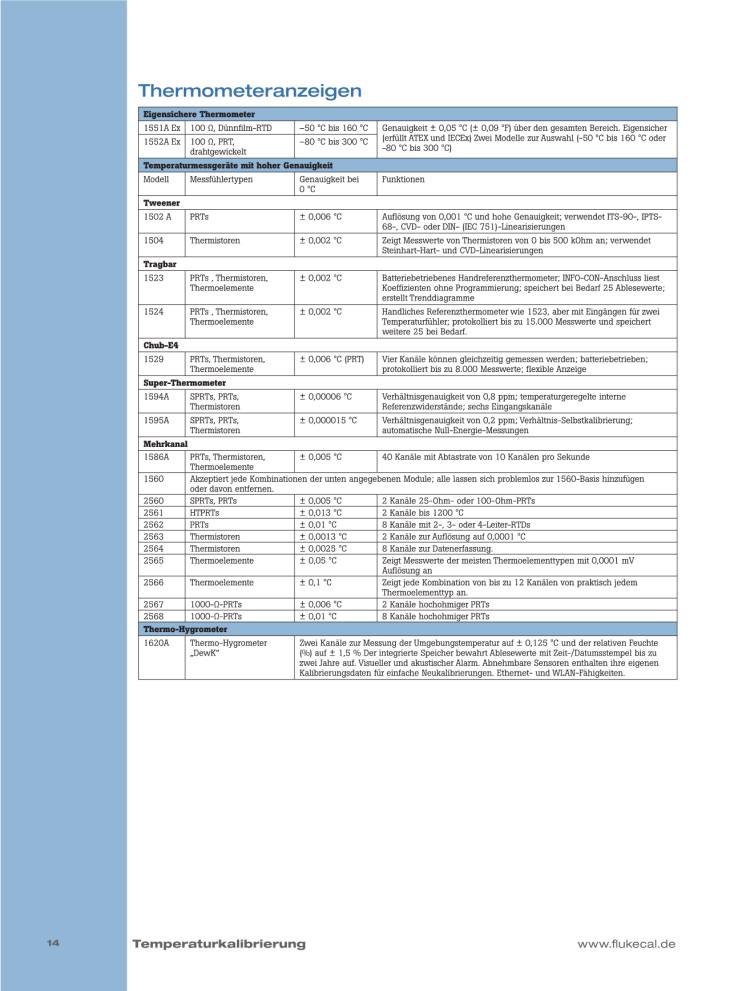 Thermometeranzeigen
Eigensichere Thermometer
1551A Ex 100 Ω, Dünnfilm-RTD –50 °C bis 160 °C Genauigkeit ± 0,05 °C (± 0,09 °F) über den gesamten Bereich. Eigensicher
(erfüllt ATEX und IECEx) Zwei Modelle zur Auswahl (–50 °C bis 160 °C oder
–80 °C bis 300 °C)
1552A Ex 100 Ω, PRT, –80 °C bis 300 °C
drahtgewickelt
Temperaturmessgeräte mit hoher Genauigkeit
Modell Messfühlertypen Genauigkeit bei Funktionen
0 °C
Tweener
1502 A PRTs ± 0,006 °C Auflösung von 0,001 °C und hohe Genauigkeit; verwendet ITS-90-, IPTS-
68-, CVD- oder DIN- (IEC 751)-Linearisierungen
1504 Thermistoren ± 0,002 °C Zeigt Messwerte von Thermistoren von 0 bis 500 kOhm an; verwendet
Steinhart-Hart- und CVD-Linearisierungen
Tragbar
1523 PRTs , Thermistoren, ± 0,002 °C Batteriebetriebenes Handreferenzthermometer; INFO-CON-Anschluss liest
Thermoelemente Koeffizienten ohne Programmierung; speichert bei Bedarf 25 Ablesewerte;
erstellt Trenddiagramme
1524 PRTs , Thermistoren, ± 0,002 °C Handliches Referenzthermometer wie 1523, aber mit Eingängen für zwei
Thermoelemente Temperaturfühler; protokolliert bis zu 15.000 Messwerte und speichert
weitere 25 bei Bedarf.
Chub-E4
1529 PRTs, Thermistoren, ± 0,006 °C (PRT) Vier Kanäle können gleichzeitig gemessen werden; batteriebetrieben;
Thermoelemente protokolliert bis zu 8.000 Messwerte; flexible Anzeige
Super-Thermometer
1594A SPRTs, PRTs, ± 0,00006 °C Verhältnisgenauigkeit von 0,8 ppm; temperaturgeregelte interne
Thermistoren Referenzwiderstände; sechs Eingangskanäle
1595A SPRTs, PRTs, ± 0,000015 °C Verhältnisgenauigkeit von 0,2 ppm; Verhältnis-Selbstkalibrierung;
Thermistoren automatische Null-Energie-Messungen
Mehrkanal
1586A PRTs, Thermistoren, ± 0,005 °C 40 Kanäle mit Abtastrate von 10 Kanälen pro Sekunde
Thermoelemente
1560 Akzeptiert jede Kombinationen der unten angegebenen Module; alle lassen sich problemlos zur 1560-Basis hinzufügen
oder davon entfernen.
2560 SPRTs, PRTs ± 0,005 °C 2 Kanäle 25-Ohm- oder 100-Ohm-PRTs
2561 HTPRTs ± 0,013 °C 2 Kanäle bis 1200 °C
2562 PRTs ± 0,01 °C 8 Kanäle mit 2-, 3- oder 4-Leiter-RTDs
2563 Thermistoren ± 0,0013 °C 2 Kanäle zur Auflösung auf 0,0001 °C
2564 Thermistoren ± 0,0025 °C 8 Kanäle zur Datenerfassung.
2565 Thermoelemente ± 0,05 °C Zeigt Messwerte der meisten Thermoelementtypen mit 0,0001 mV
Auflösung an
2566 Thermoelemente ± 0,1 °C Zeigt jede Kombination von bis zu 12 Kanälen von praktisch jedem
Thermoelementtyp an.
2567 1000-Ω-PRTs ± 0,006 °C 2 Kanäle hochohmiger PRTs
2568 1000-Ω-PRTs ± 0,01 °C 8 Kanäle hochohmiger PRTs
Thermo-Hygrometer
1620A Thermo-Hygrometer Zwei Kanäle zur Messung der Umgebungstemperatur auf ± 0,125 °C und der relativen Feuchte
„DewK“ (%) auf ± 1,5 % Der integrierte Speicher bewahrt Ablesewerte mit Zeit-/Datumsstempel bis zu
zwei Jahre auf. Visueller und akustischer Alarm. Abnehmbare Sensoren enthalten ihre eigenen
Kalibrierungsdaten für einfache Neukalibrierungen. Ethernet- und WLAN-Fähigkeiten.
14 Temperaturkalibrierung www.flukecal.de